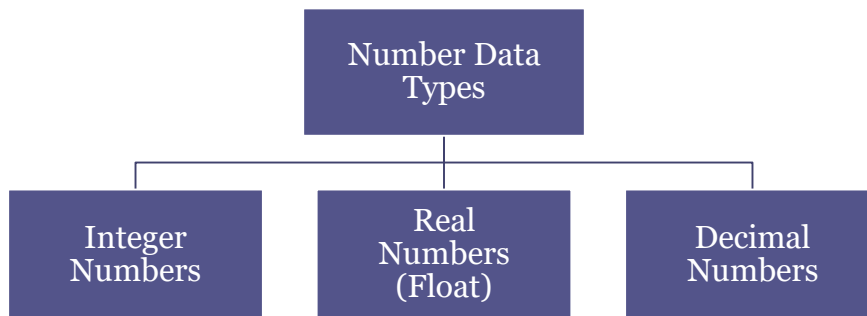 Number Data
Types
Integer
Numbers
Real
Numbers
(Float)
Decimal
Numbers